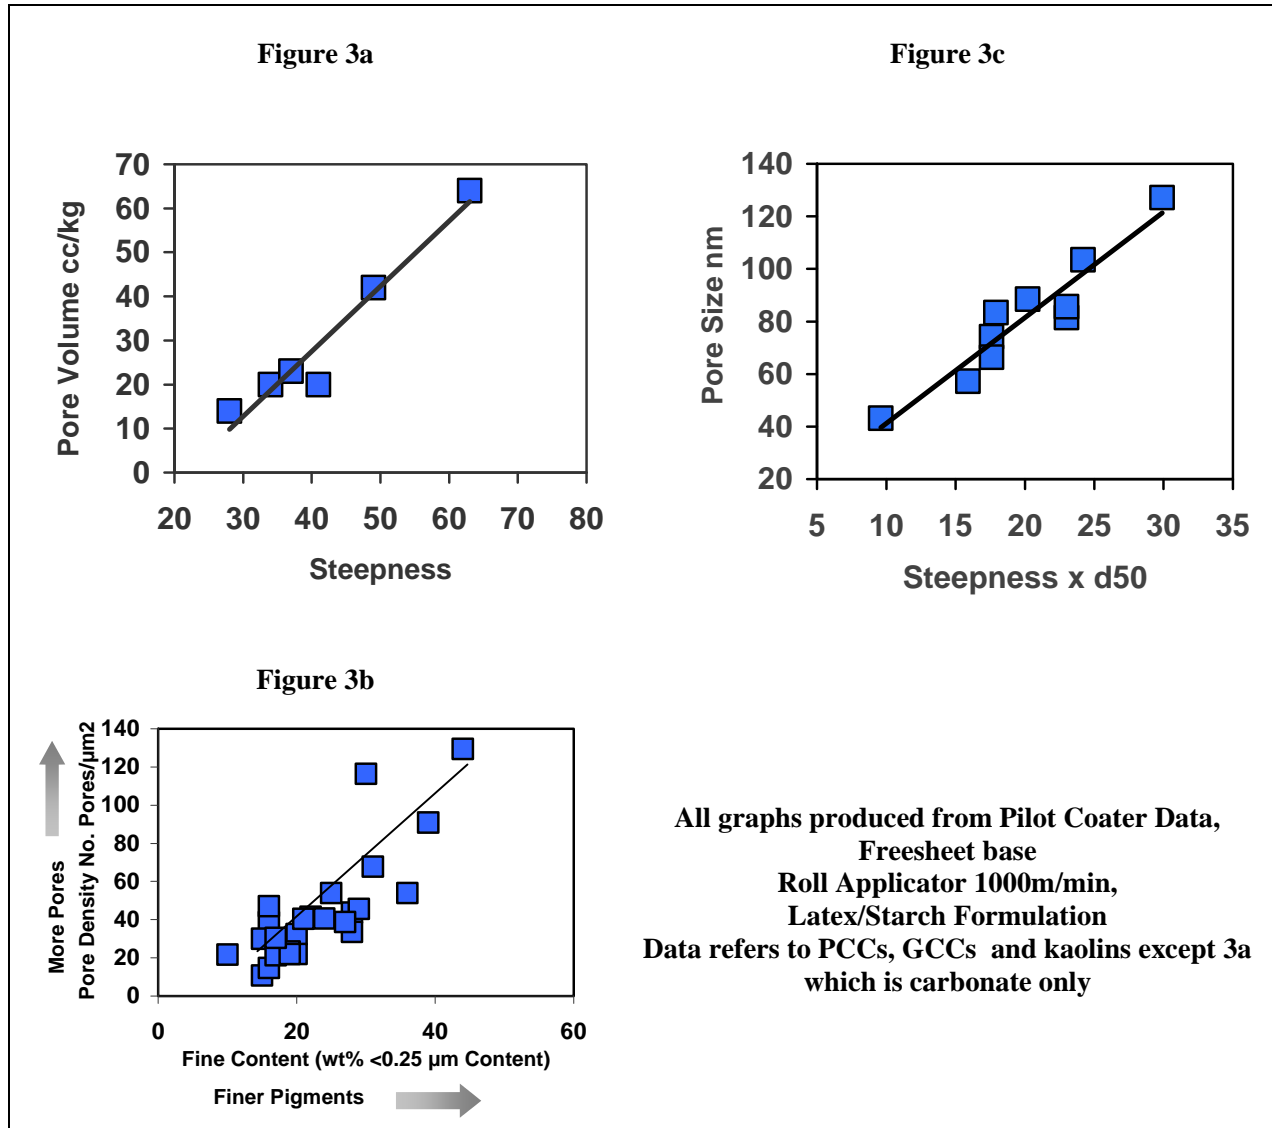 Figure 3a
Pore Volume cc/kg
70
60
50
40
30
20
10
0
20 30 40 50 60 70 80
Steepness
Figure 3c
Pore Size nm
140
120
100
80
60
40
20
5 10 15 20 25 30 35
Steepness x d50
Figure 3b
More Pores
Pore Density No. Pores/µm2
140
120
100
80
60
40
20
0
0 20 40 60
Fine Content (wt% <0.25 µm Content)
Finer Pigments
All graphs produced from Pilot Coater Data,
Freesheet base
Roll Applicator 1000m/min,
Latex/Starch Formulation
Data refers to PCCs, GCCs and kaolins except 3a
which is carbonate only